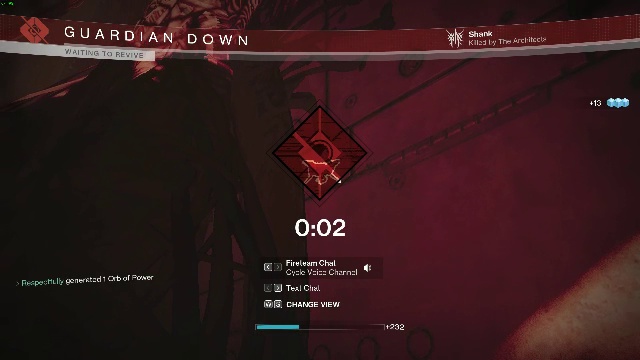 GUARDIAN DOWN
WAITING TO REVIVE
Shank
Killed by The Architects
+13
0:02
Fireteam Chat
Cycle Voice Channel
Text Chat
CHANGE VIEW
Respectfully generated 1 Orb of Power
+232